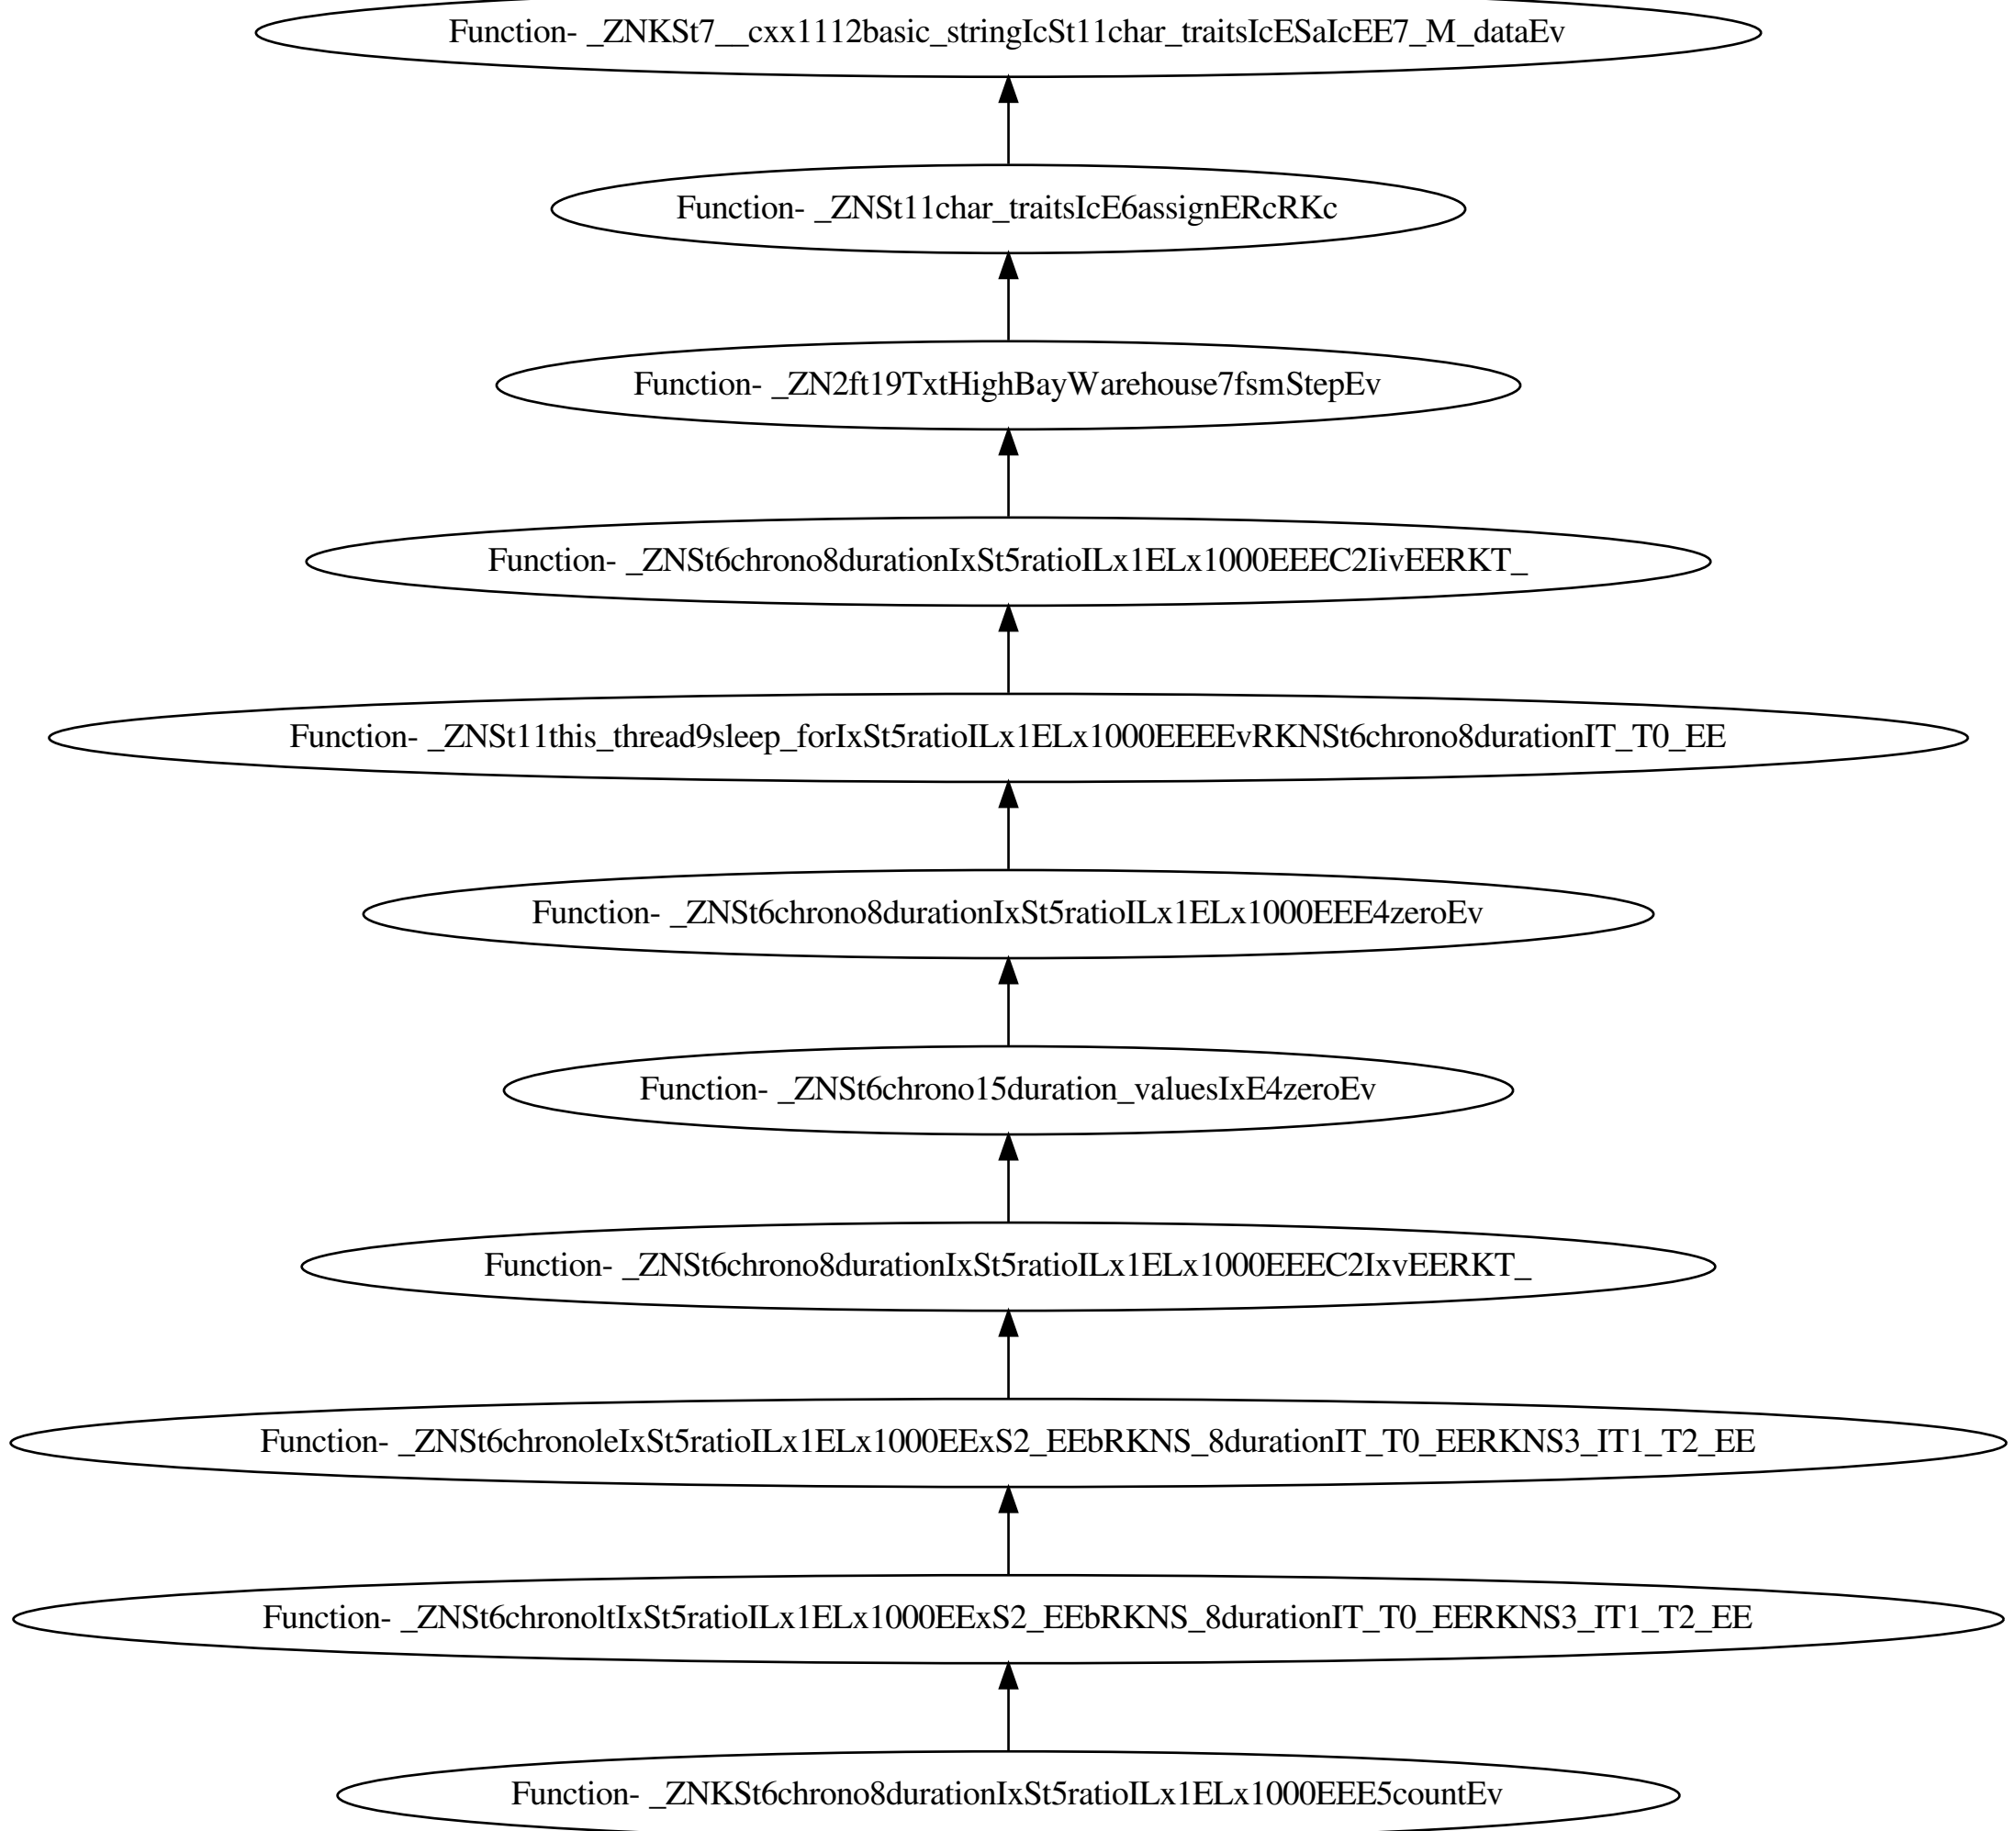 Function- _ZNKSt7__cxx1112basic_stringIcSt11char_traitsIcESaIcEE7_M_dataEv
Function- _ZNSt11char_traitsIcE6assignERcRKc
Function- _ZN2ft19TxtHighBayWarehouse7fsmStepEv
Function- _ZNSt6chrono8durationIxSt5ratioILx1ELx1000EEEC2IivEERKT_
Function- _ZNSt11this_thread9sleep_forIxSt5ratioILx1ELx1000EEEEvRKNSt6chrono8durationIT_T0_EE
Function- _ZNSt6chrono8durationIxSt5ratioILx1ELx1000EEE4zeroEv
Function- _ZNSt6chrono15duration_valuesIxE4zeroEv
Function- _ZNSt6chrono8durationIxSt5ratioILx1ELx1000EEEC2IxvEERKT_
Function- _ZNSt6chronoleIxSt5ratioILx1ELx1000EExS2_EEbRKNS_8durationIT_T0_EERKNS3_IT1_T2_EE
Function- _ZNSt6chronoltIxSt5ratioILx1ELx1000EExS2_EEbRKNS_8durationIT_T0_EERKNS3_IT1_T2_EE
Function- _ZNKSt6chrono8durationIxSt5ratioILx1ELx1000EEE5countEv